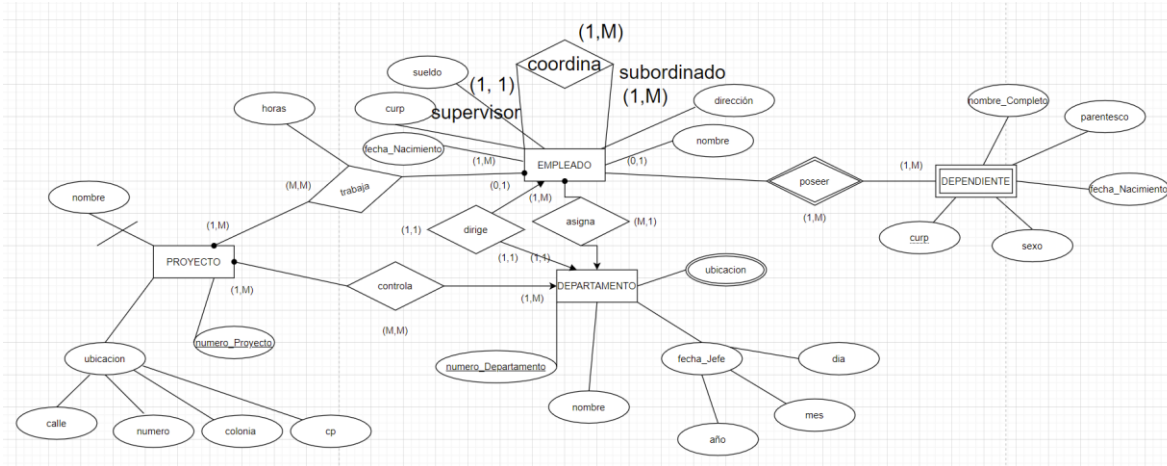 (1,M)
coordina
sueldo
(1, 1)
subordinado
(1,M)
horas
curp
supervisor
dirección
nombre_Completo
parentesco
fecha_Nacimiento
(1,M)
EMPLEADO
(0,1)
nombre
(M,M)
trabaja
(0,1)
(1,M)
poseer
(1,M)
DEPENDIENTE
fecha_Nacimiento
nombre
(1,M)
(1,1)
dirige
asigna
(M,1)
(1,M)
curp
sexo
PROYECTO
(1,1)
(1,1)
(1,M)
controla
(1,M)
DEPARTAMENTO
ubicacion
(M,M)
numero_Proyecto
ubicacion
numero_Departamento
fecha_Jefe
dia
calle
numero
colonia
cp
nombre
año
mes